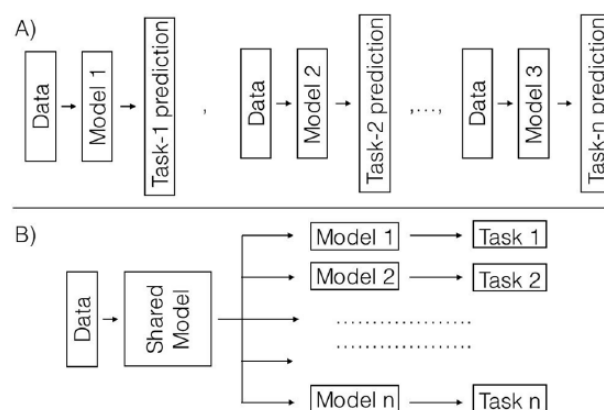 A)
Data
Model 1
Task-1 prediction
,
Data
Model 2
Task-2 prediction
,...,
Data
Model 3
Task-n prediction
B)
Data
Shared
Model
Model 1
Task 1
Model 2
Task 2
....................
....................
Model n
Task n